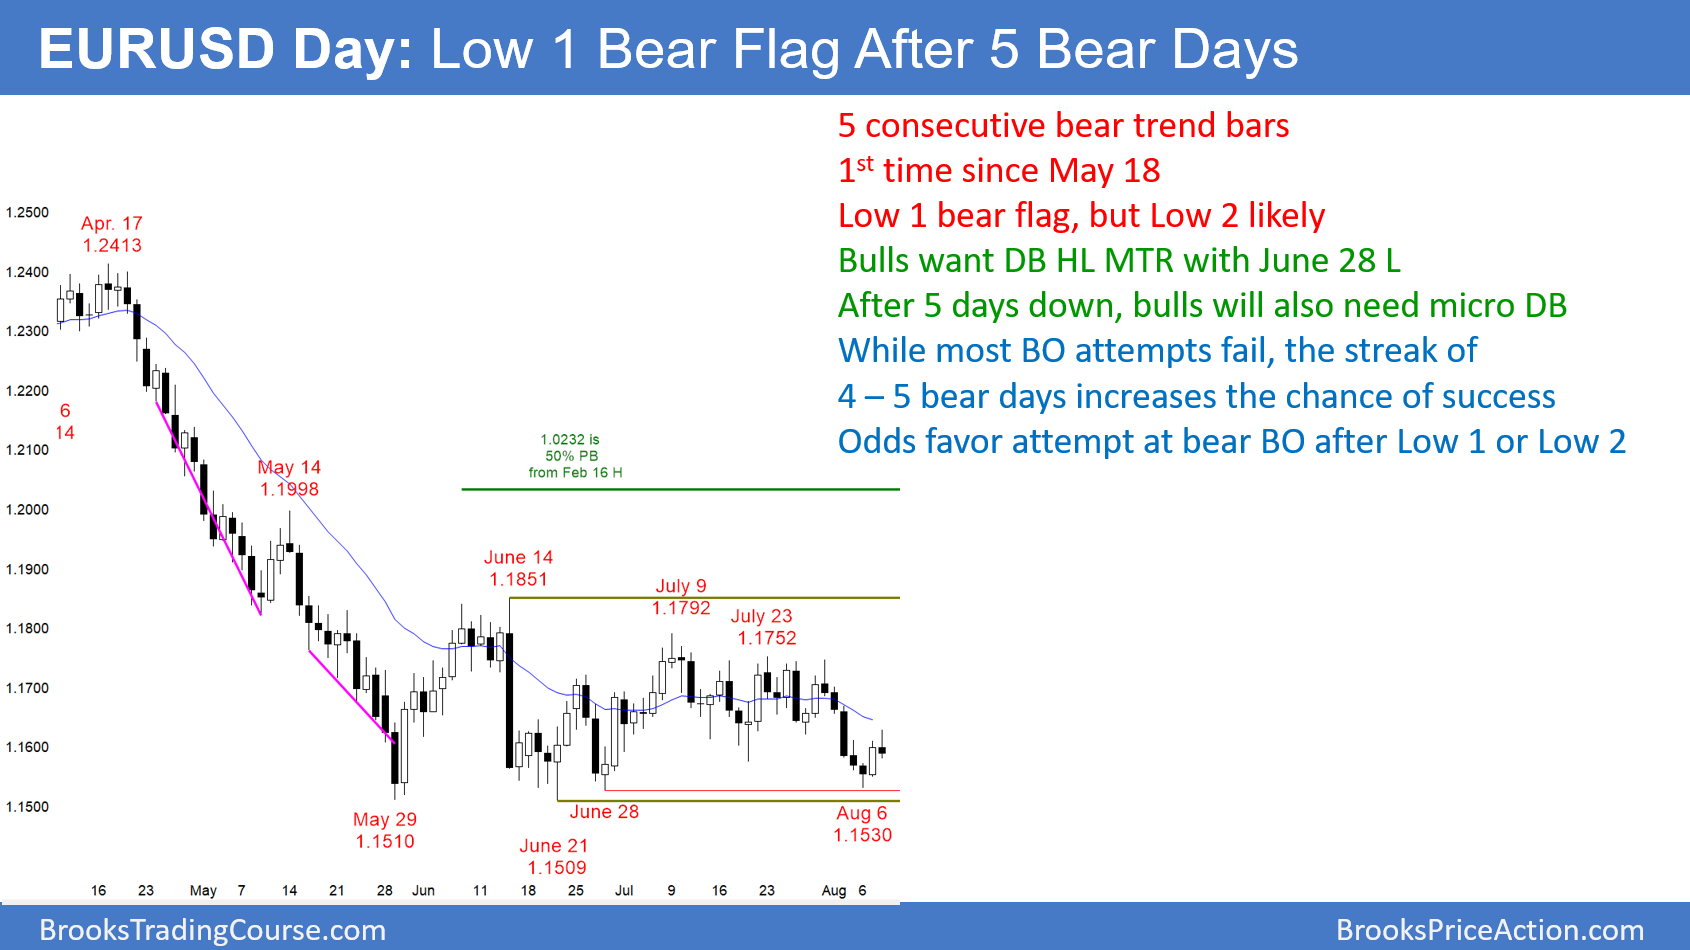 EURUSD Day: Low 1 Bear Flag After 5 Bear Days
5 consecutive bear trend bars
1st time since May 18
Low 1 bear flag, but Low 2 likely
Bulls want DB HL MTR with June 28 L
After 5 days down, bulls will also need micro DB
While most BO attempts fail, the streak of
4 – 5 bear days increases the chance of success
Odds favor attempt at bear BO after Low 1 or Low 2
1.2500
1.2400
1.2300
1.2200
1.2100
1.2000
1.1900
1.1800
1.1700
1.1600
1.1500
Apr. 17
1.2413
6
14
May 14
1.1998
1.0232 is
50% PB
from Feb 16 H
June 14
1.1851
July 9
1.1792
July 23
1.1752
May 29
1.1510
June 28
June 21
1.1509
Aug 6
1.1530
16 23 May 7 14 21 28 Jun 11 18 25 Jul 9 16 23 Aug 6
BrooksTradingCourse.com
BrooksPriceAction.com